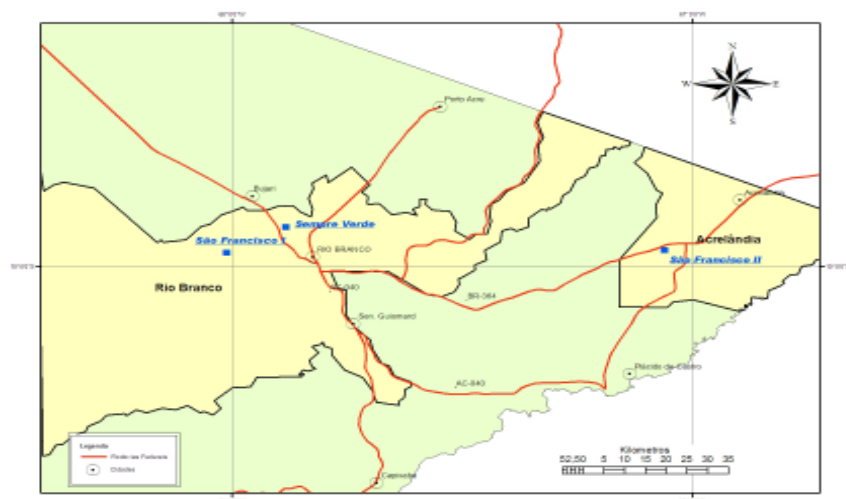 N
W E
S
Porto Acre
Bujari
Sempre Verde
São Francisco I
RIO BRANCO
Acrelândia
São Francisco II
Rio Branco
BR-364
Sen. Guiomard
Plácido de Castro
AC-040
Capixaba
Legenda
Rodovias Federais
Cidades
Kilometros
52,50 5 10 15 20 25 30 35